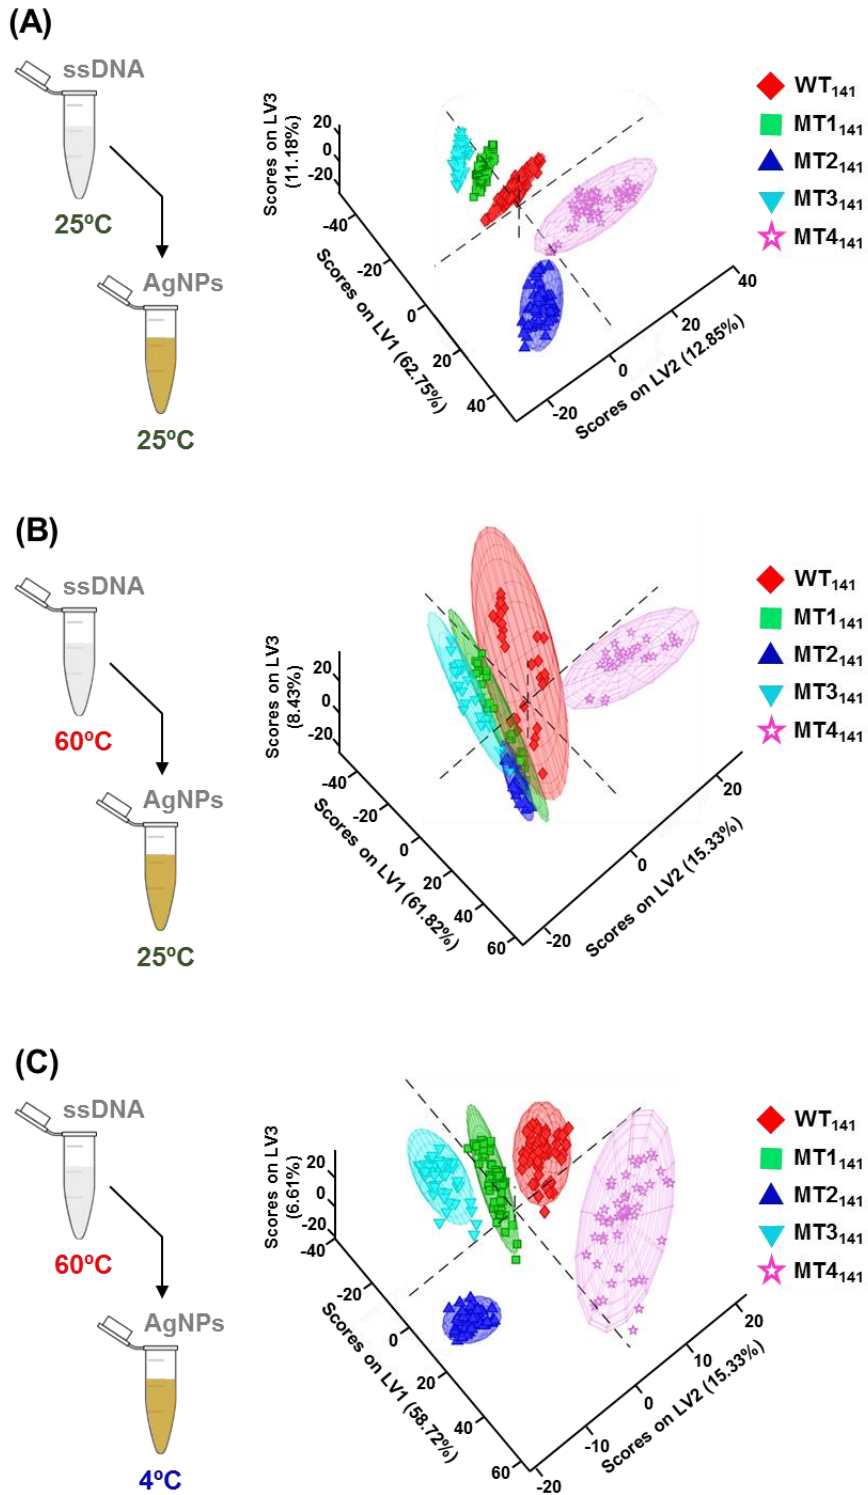 (A)
ssDNA
25ºC
AgNPs
25ºC
Scores on LV3
(11.18%)
20
0
-20
-40
-20
0
20
40
Scores on LV1 (62.75%)
-20
0
20
40
Scores on LV2 (12.85%)
WT141
MT1141
MT2141
MT3141
MT4141
(B)
ssDNA
60ºC
AgNPs
25ºC
Scores on LV3
(8.43%)
20
0
-20
-40
-20
0
20
40
60
Scores on LV1 (61.82%)
-20
0
20
Scores on LV2 (15.33%)
WT141
MT1141
MT2141
MT3141
MT4141
(C)
ssDNA
60ºC
AgNPs
4ºC
Scores on LV3
(6.61%)
20
0
-20
-40
-20
0
20
40
60
Scores on LV1 (58.72%)
-20
-10
0
10
20
Scores on LV2 (15.33%)
WT141
MT1141
MT2141
MT3141
MT4141